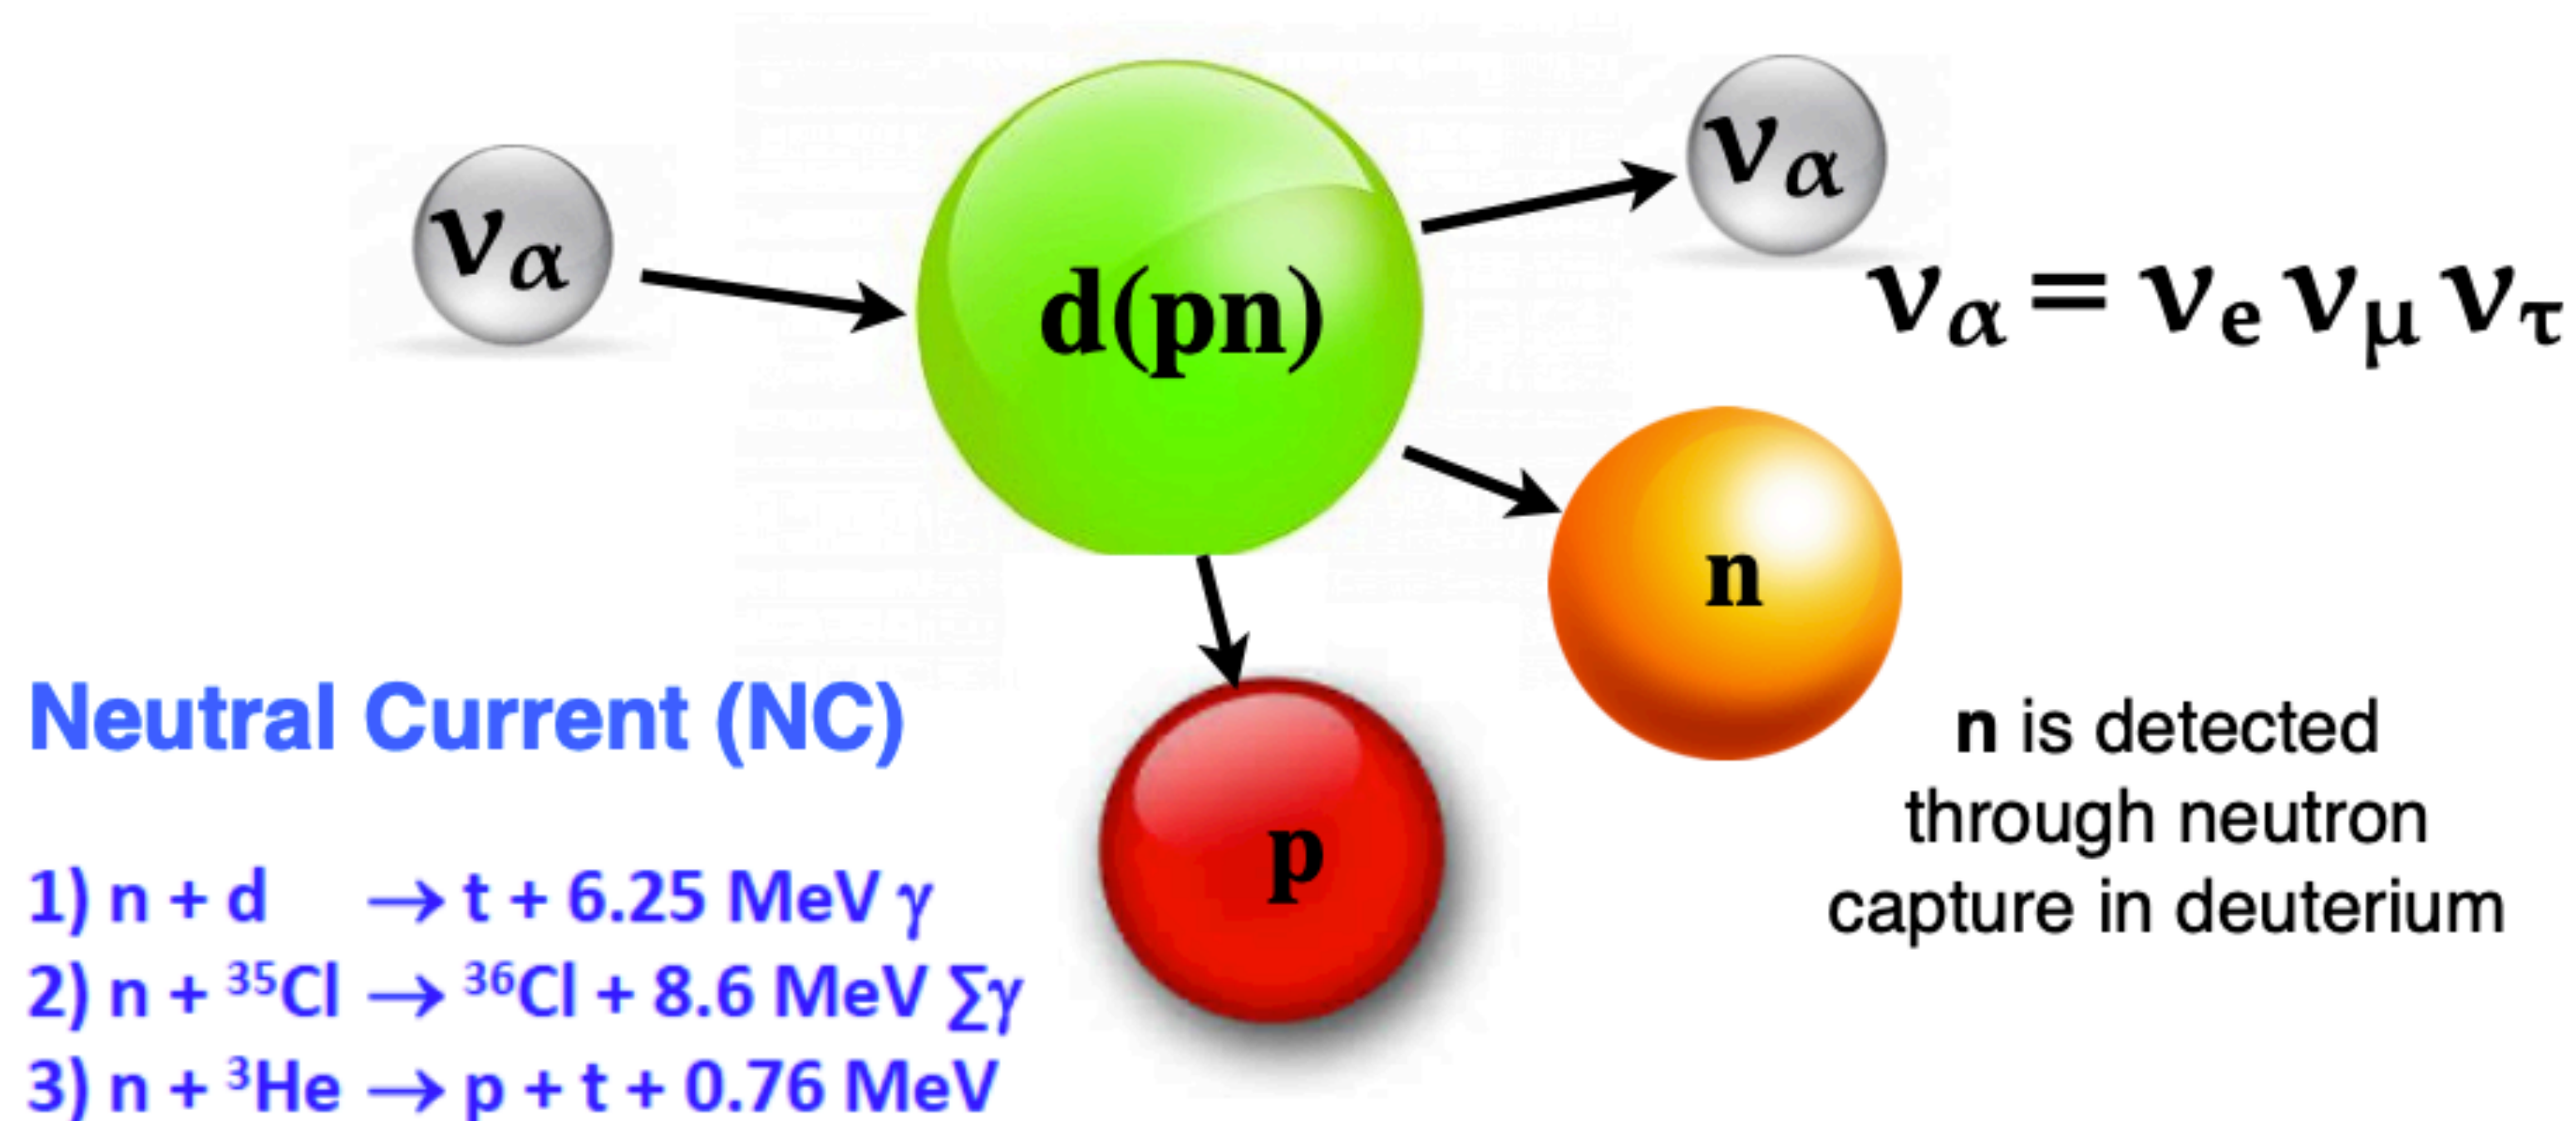 να
να
d(pn)
να = νe νμ ντ
n
Neutral Current (NC)
p
n is detected
through neutron
capture in deuterium
1) n + d → t + 6.25 MeV γ
2) n + ³⁵Cl → ³⁶Cl + 8.6 MeV Σγ
3) n + ³He → p + t + 0.76 MeV